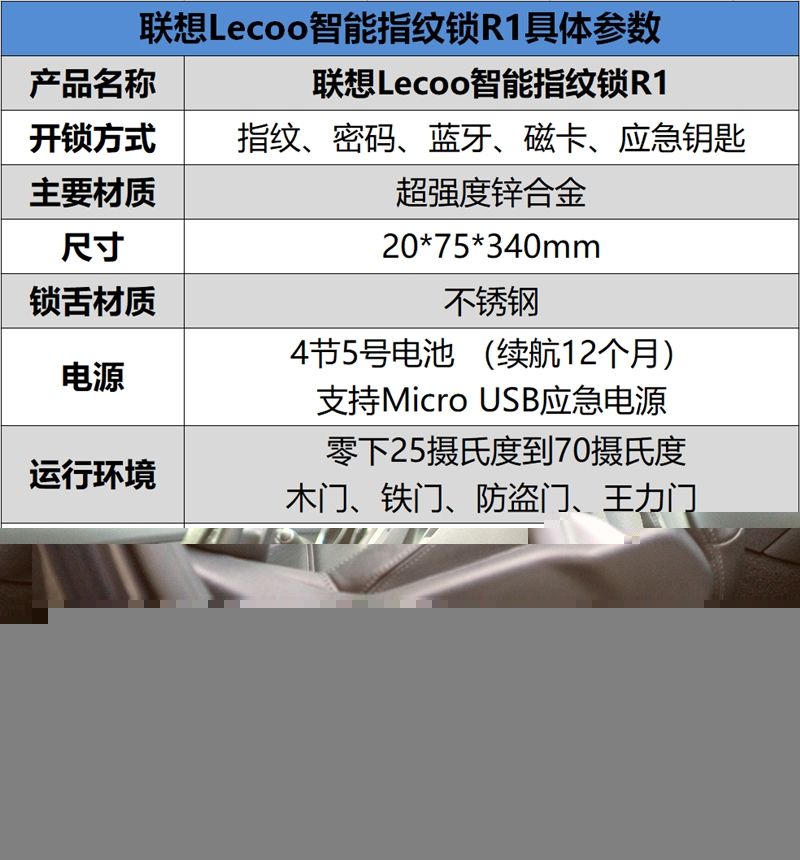 联想Lecoo智能指纹锁R1具体参数
产品名称 联想Lecoo智能指纹锁R1
开锁方式 指纹、密码、蓝牙、磁卡、应急钥匙
主要材质 超强度锌合金
尺寸 20*75*340mm
锁舌材质 不锈钢
电源 4节5号电池 （续航12个月）
支持Micro USB应急电源
运行环境 零下25摄氏度到70摄氏度
木门、铁门、防盗门、王力门